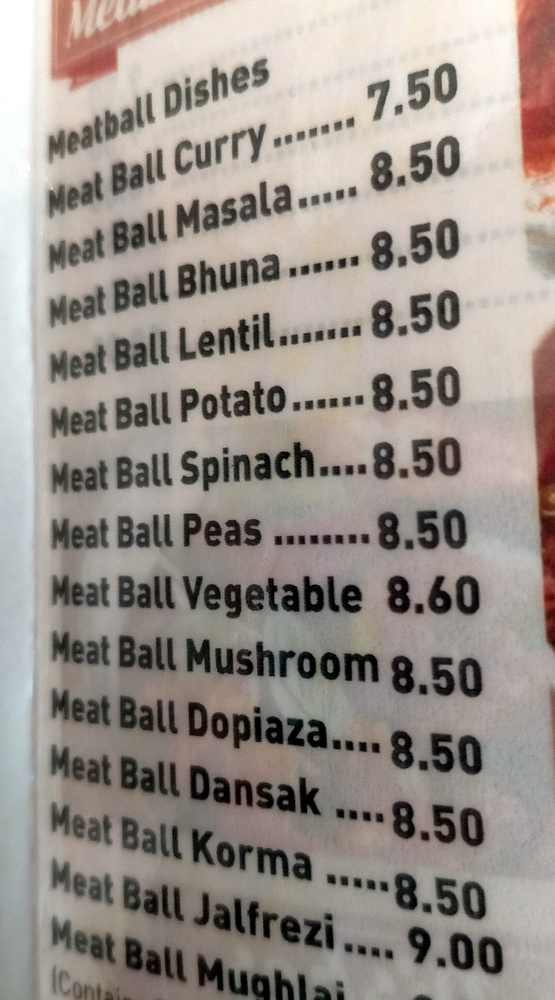 Meatball Dishes
Meat Ball Curry....... 7.50
Meat Ball Masala..... 8.50
Meat Ball Bhuna ...... 8.50
Meat Ball Lentil........ 8.50
Meat Ball Potato...... 8.50
Meat Ball Spinach.... 8.50
Meat Ball Peas ........ 8.50
Meat Ball Vegetable 8.60
Meat Ball Mushroom 8.50
Meat Ball Dopiaza.... 8.50
Meat Ball Dansak .... 8.50
Meat Ball Korma ..... 8.50
Meat Ball Jalfrezi .... 9.00
Meat Ball Mughlai